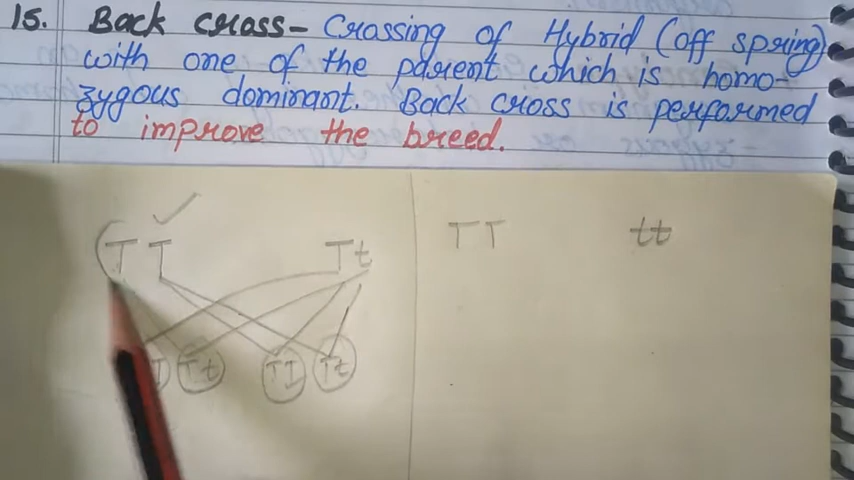 15. Back cross - Crossing of Hybrid (off spring)
with one of the parent which is homo-
zygous dominant. Back cross is performed
to improve the breed.
TT Tt TT tt
Tt TT Tt